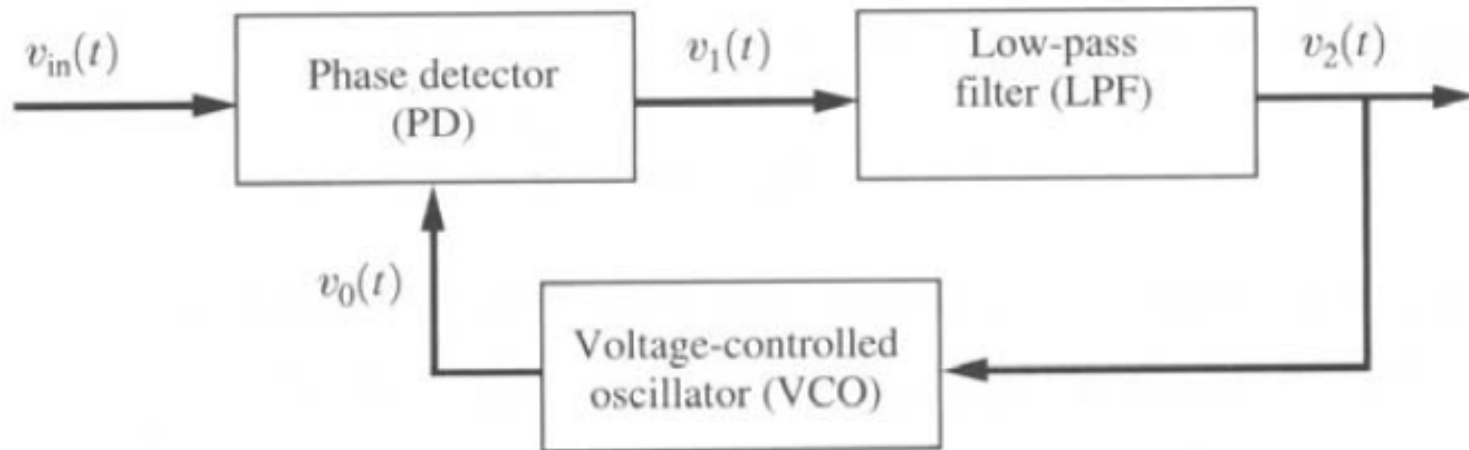 v_in(t)
Phase detector
(PD)
v_1(t)
Low-pass
filter (LPF)
v_2(t)
v_0(t)
Voltage-controlled
oscillator (VCO)